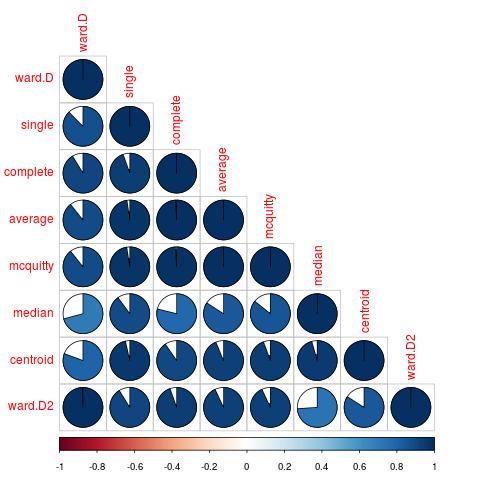 ward.D
single
complete
average
mcquitty
median
centroid
ward.D2
ward.D
single
complete
average
mcquitty
median
centroid
ward.D2
-1 -0.8 -0.6 -0.4 -0.2 0 0.2 0.4 0.6 0.8 1